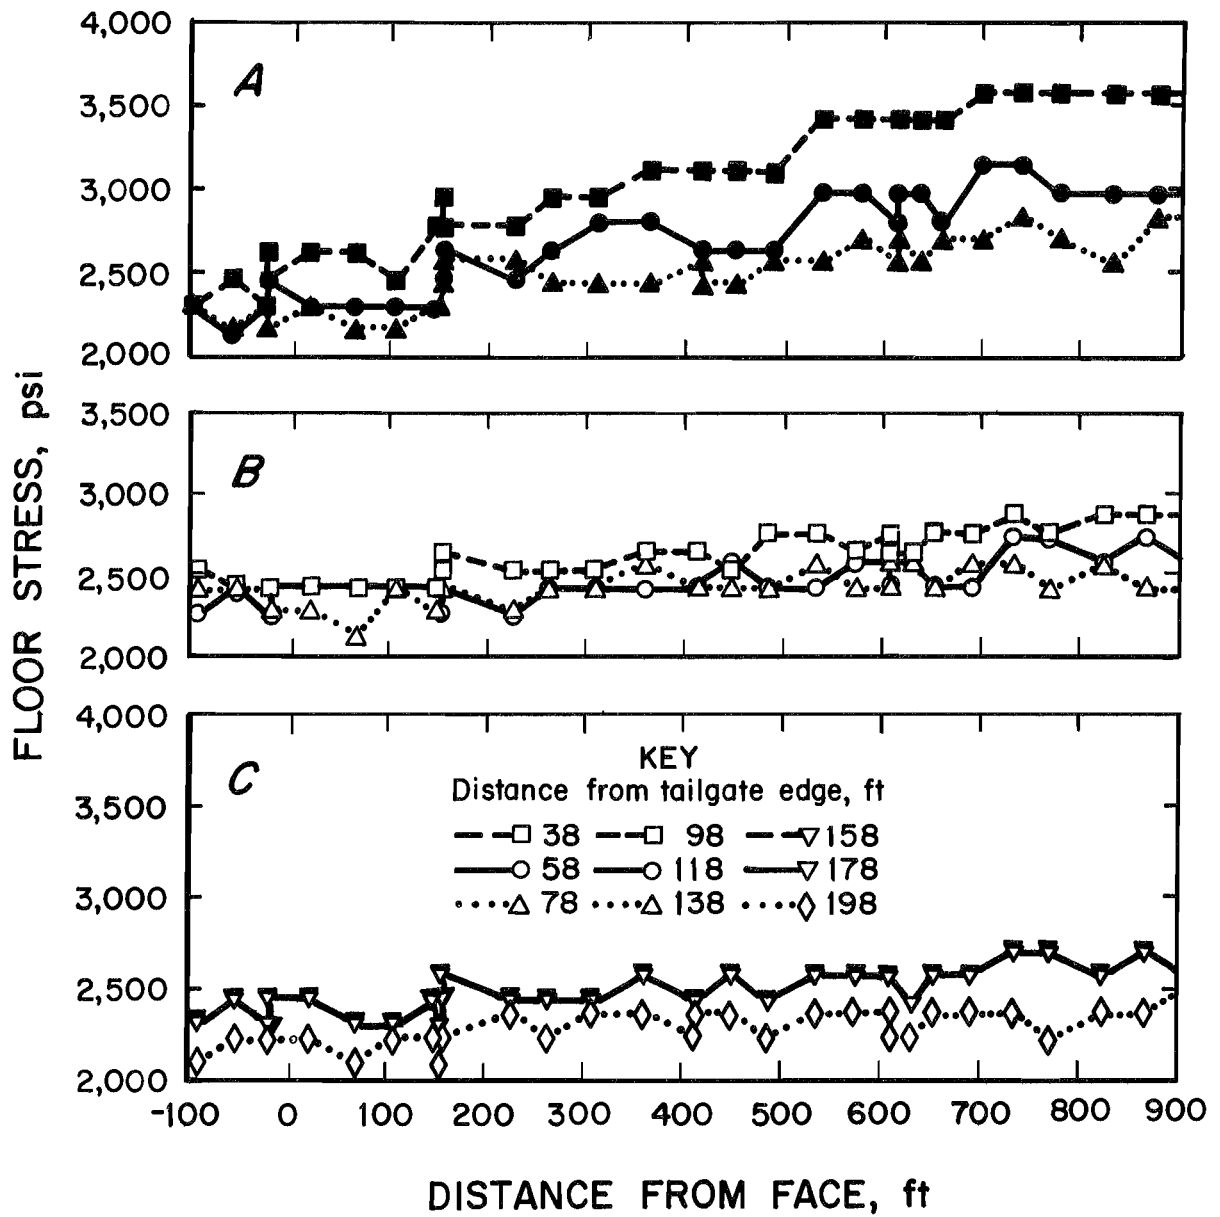 FLOOR STRESS, psi
4,000
A
3,500
3,000
2,500
2,000
3,500
B
3,000
2,500
2,000
4,000
C
3,500
3,000
2,500
2,000
KEY
Distance from tailgate edge, ft
38 98 158
58 118 178
78 138 198
-100 0 100 200 300 400 500 600 700 800 900
DISTANCE FROM FACE, ft